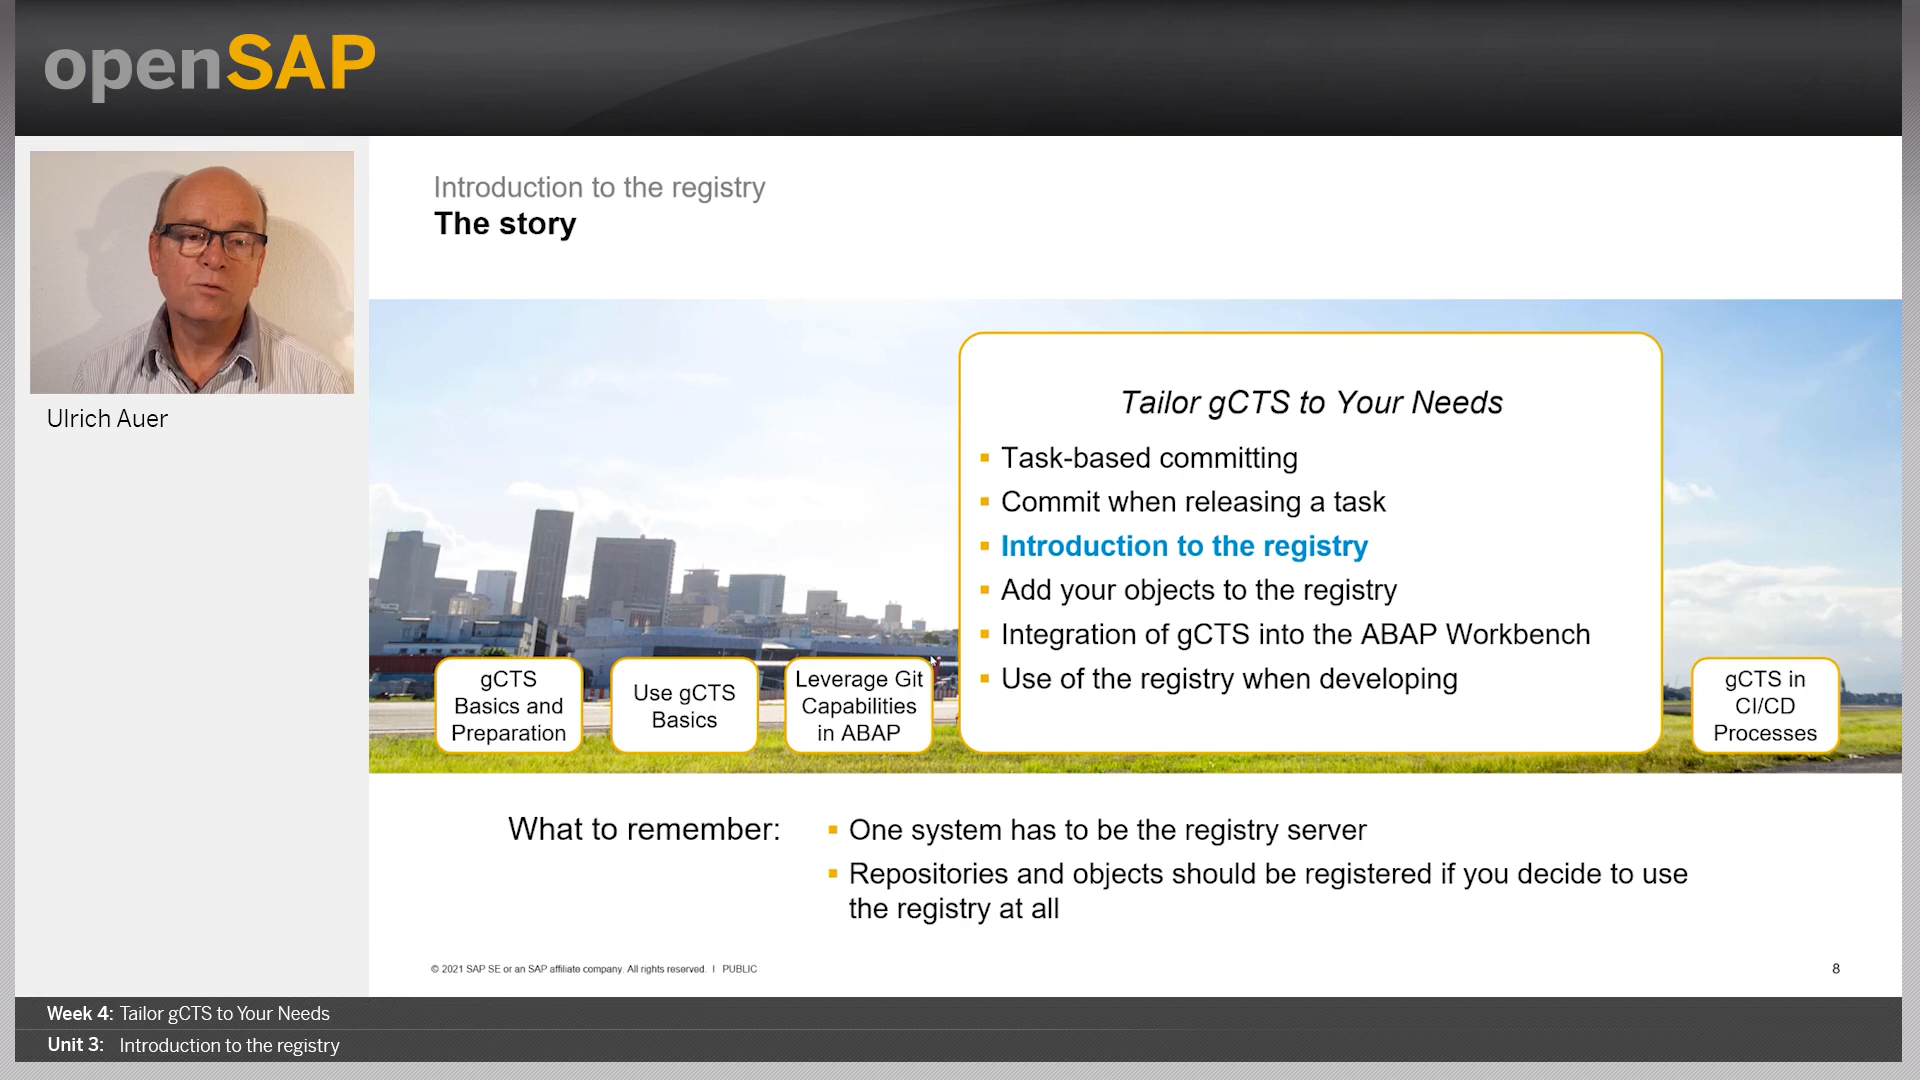 openSAP
Ulrich Auer
Introduction to the registry
The story
Tailor gCTS to Your Needs
Task-based committing
Commit when releasing a task
Introduction to the registry
Add your objects to the registry
Integration of gCTS into the ABAP Workbench
Use of the registry when developing
gCTS
Basics and
Preparation
Use gCTS
Basics
Leverage Git
Capabilities
in ABAP
gCTS in
CI/CD
Processes
What to remember:
One system has to be the registry server
Repositories and objects should be registered if you decide to use
the registry at all
© 2021 SAP SE or an SAP affiliate company. All rights reserved. I PUBLIC
8
Week 4: Tailor gCTS to Your Needs
Unit 3: Introduction to the registry